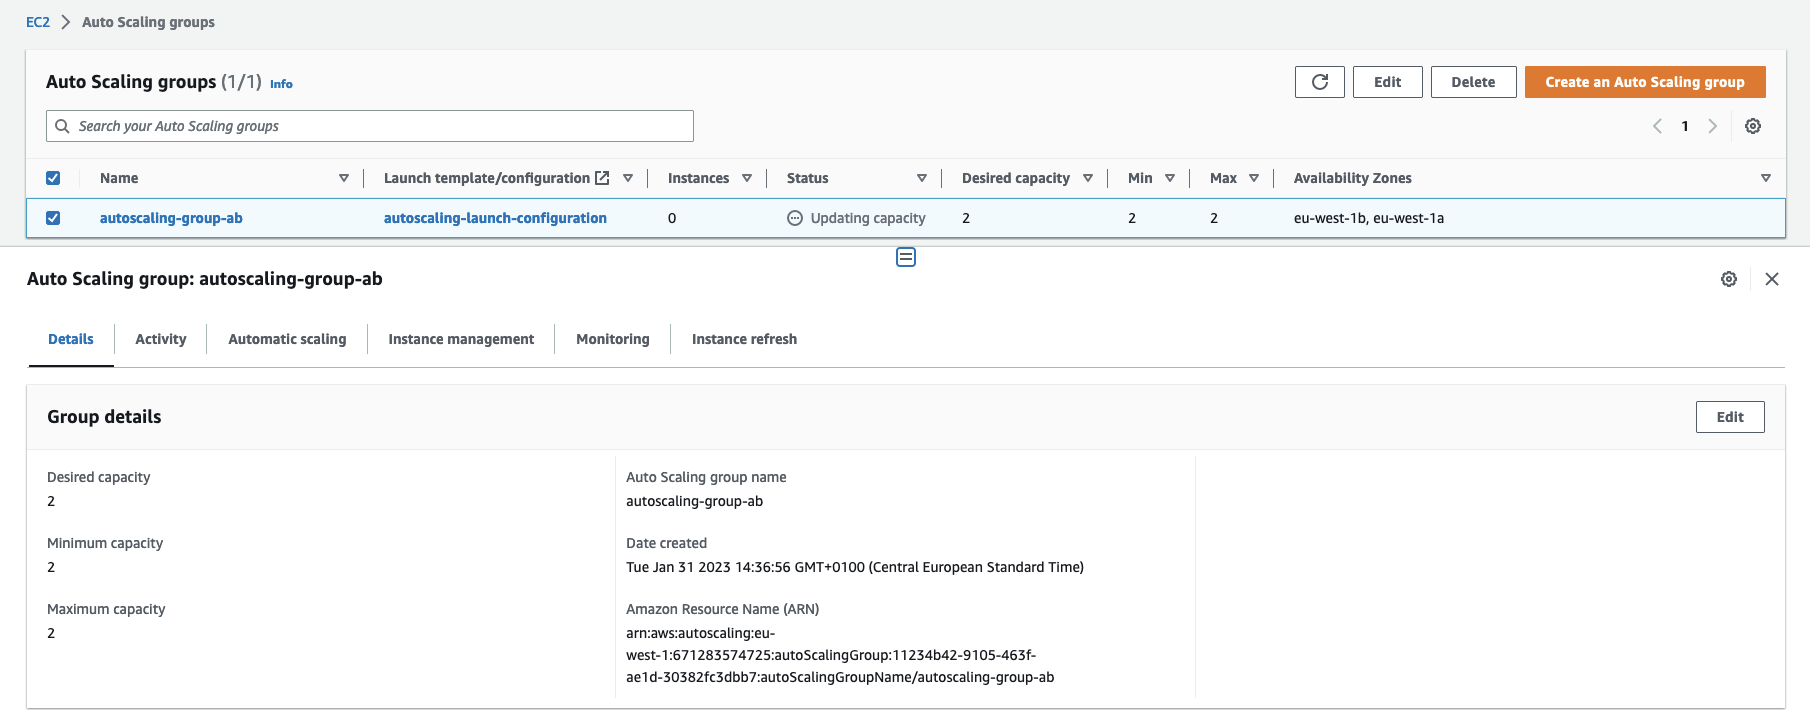 EC2 Auto Scaling groups
Auto Scaling groups (1/1) Info
Edit Delete Create an Auto Scaling group
Search your Auto Scaling groups
1
Name Launch template/configuration Instances Status Desired capacity Min Max Availability Zones
autoscaling-group-ab autoscaling-launch-configuration 0 Updating capacity 2 2 2 eu-west-1b, eu-west-1a
Auto Scaling group: autoscaling-group-ab
Details Activity Automatic scaling Instance management Monitoring Instance refresh
Group details Edit
Desired capacity
2
Minimum capacity
2
Maximum capacity
2
Auto Scaling group name
autoscaling-group-ab
Date created
Tue Jan 31 2023 14:36:56 GMT+0100 (Central European Standard Time)
Amazon Resource Name (ARN)
arn:aws:autoscaling:eu-
west-1:671283574725:autoScalingGroup:11234b42-9105-463f-
ae1d-30382fc3dbb7:autoScalingGroupName/autoscaling-group-ab